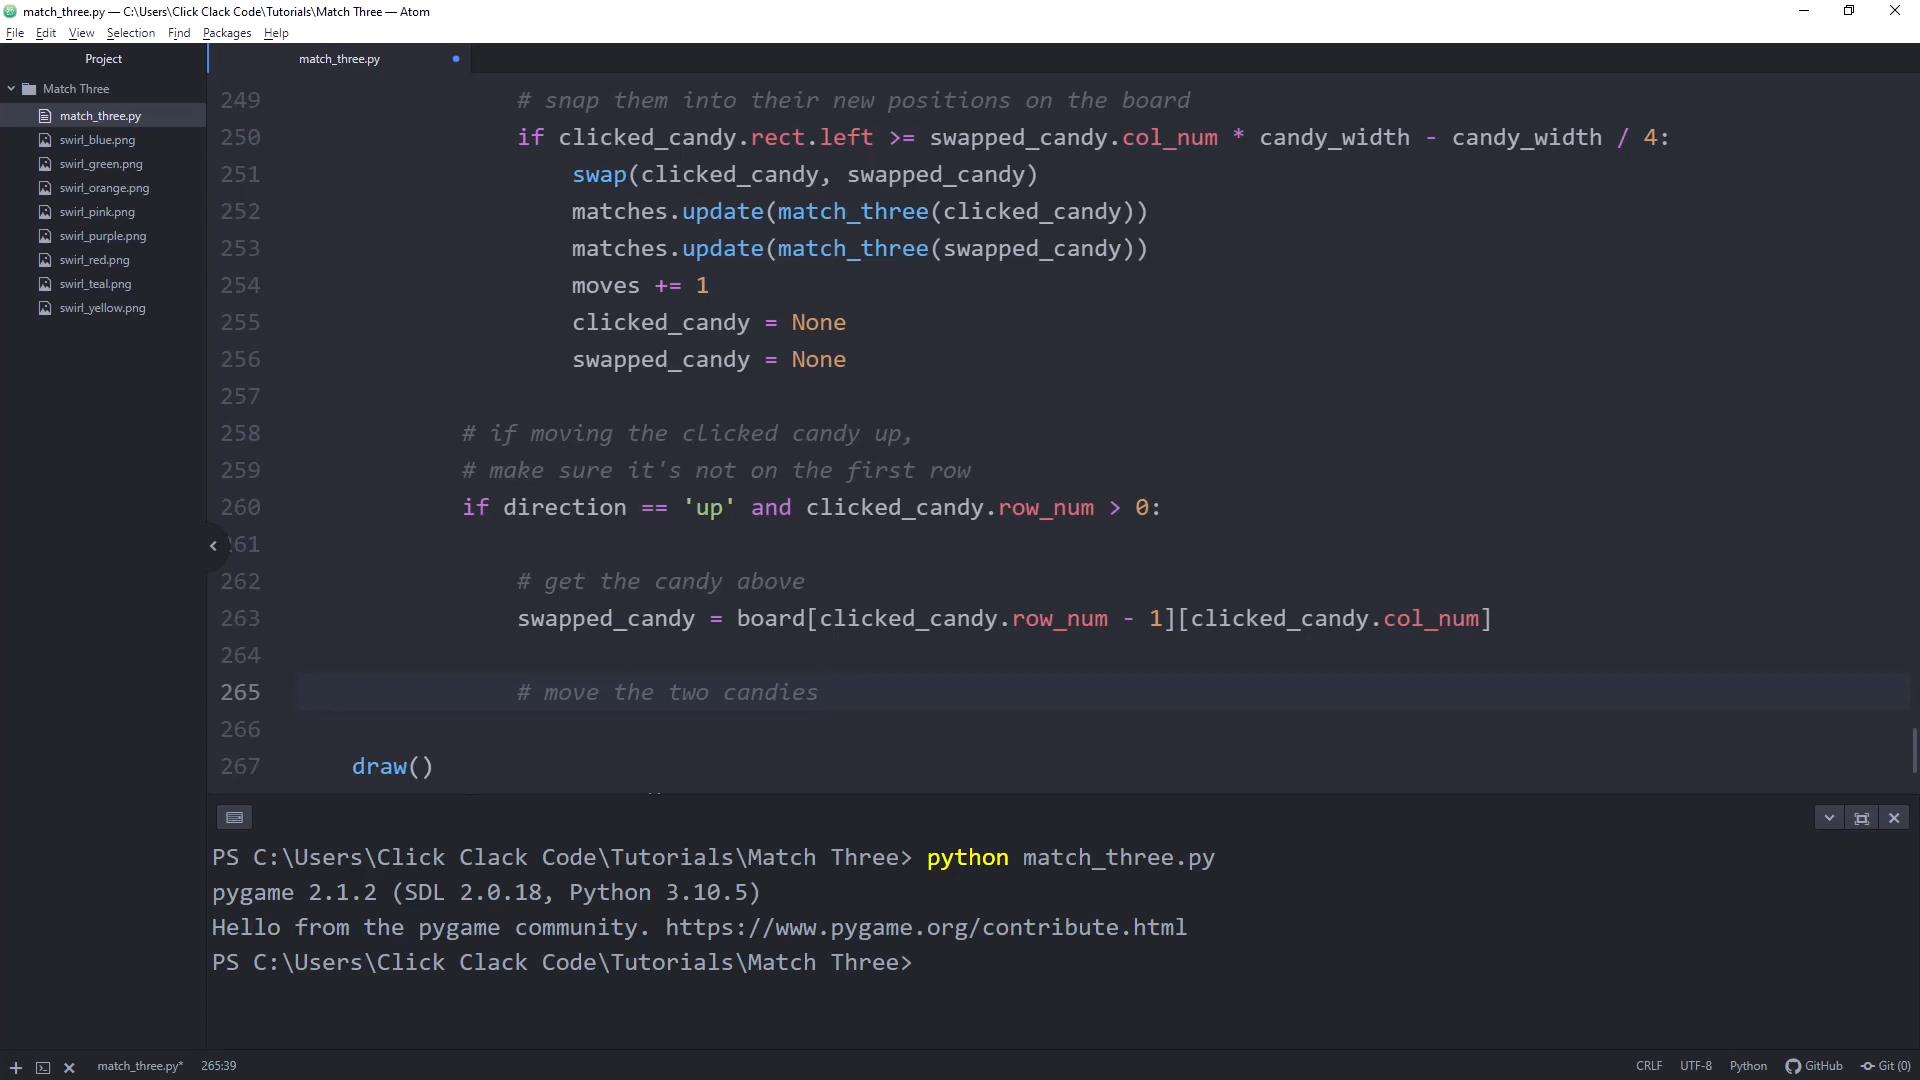 match_three.py — C:\Users\Click Clack Code\Tutorials\Match Three — Atom
File Edit View Selection Find Packages Help
Project
Match Three
match_three.py
swirl_blue.png
swirl_green.png
swirl_orange.png
swirl_pink.png
swirl_purple.png
swirl_red.png
swirl_teal.png
swirl_yellow.png
match_three.py
249 # snap them into their new positions on the board
250 if clicked_candy.rect.left >= swapped_candy.col_num * candy_width - candy_width / 4:
251 swap(clicked_candy, swapped_candy)
252 matches.update(match_three(clicked_candy))
253 matches.update(match_three(swapped_candy))
254 moves += 1
255 clicked_candy = None
256 swapped_candy = None
257
258 # if moving the clicked candy up,
259 # make sure it's not on the first row
260 if direction == 'up' and clicked_candy.row_num > 0:
261
262 # get the candy above
263 swapped_candy = board[clicked_candy.row_num - 1][clicked_candy.col_num]
264
265 # move the two candies
266
267 draw()
PS C:\Users\Click Clack Code\Tutorials\Match Three> python match_three.py
pygame 2.1.2 (SDL 2.0.18, Python 3.10.5)
Hello from the pygame community. https://www.pygame.org/contribute.html
PS C:\Users\Click Clack Code\Tutorials\Match Three>
match_three.py* 265:39 CRLF UTF-8 Python GitHub Git (0)